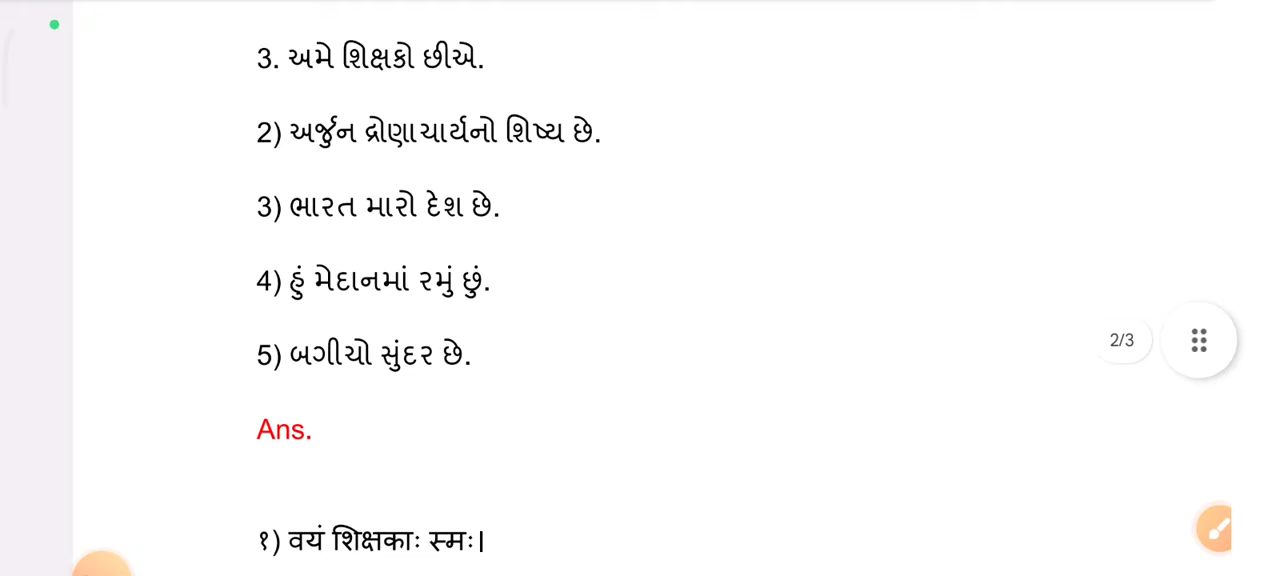 3. અમે શિક્ષકો છીએ.
2) અર્જુન દ્રોણાચાર્યનો શિષ્ય છે.
3) ભારત મારો દેશ છે.
4) હું મેદાનમાં રમું છું.
5) બગીચો સુંદર છે.
2/3
Ans.
१) वयं शिक्षकाः स्मः।